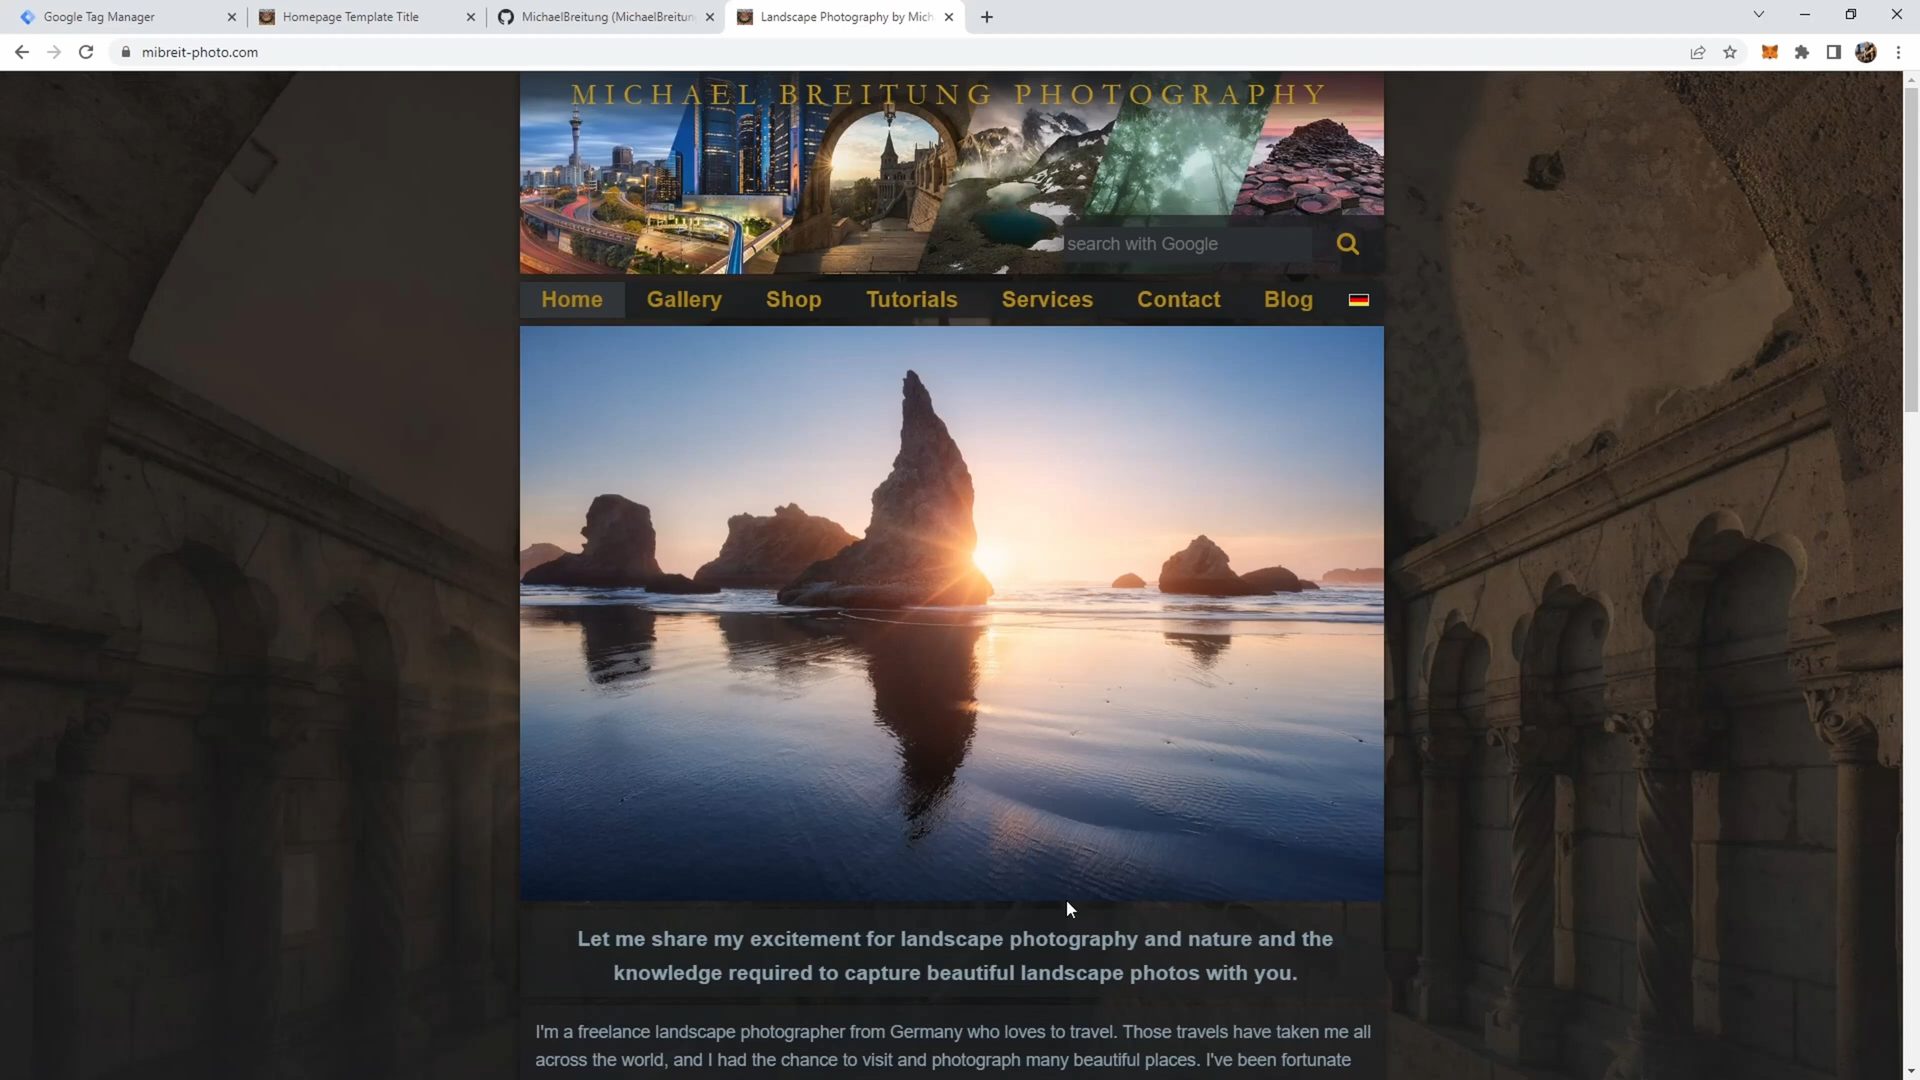 Google Tag Manager
Homepage Template Title
MichaelBreitung (MichaelBreitun
Landscape Photography by Mich
mibreit-photo.com
MICHAEL BREITUNG PHOTOGRAPHY
search with Google
Home Gallery Shop Tutorials Services Contact Blog
Let me share my excitement for landscape photography and nature and the
knowledge required to capture beautiful landscape photos with you.
I'm a freelance landscape photographer from Germany who loves to travel. Those travels have taken me all
across the world, and I had the chance to visit and photograph many beautiful places. I've been fortunate